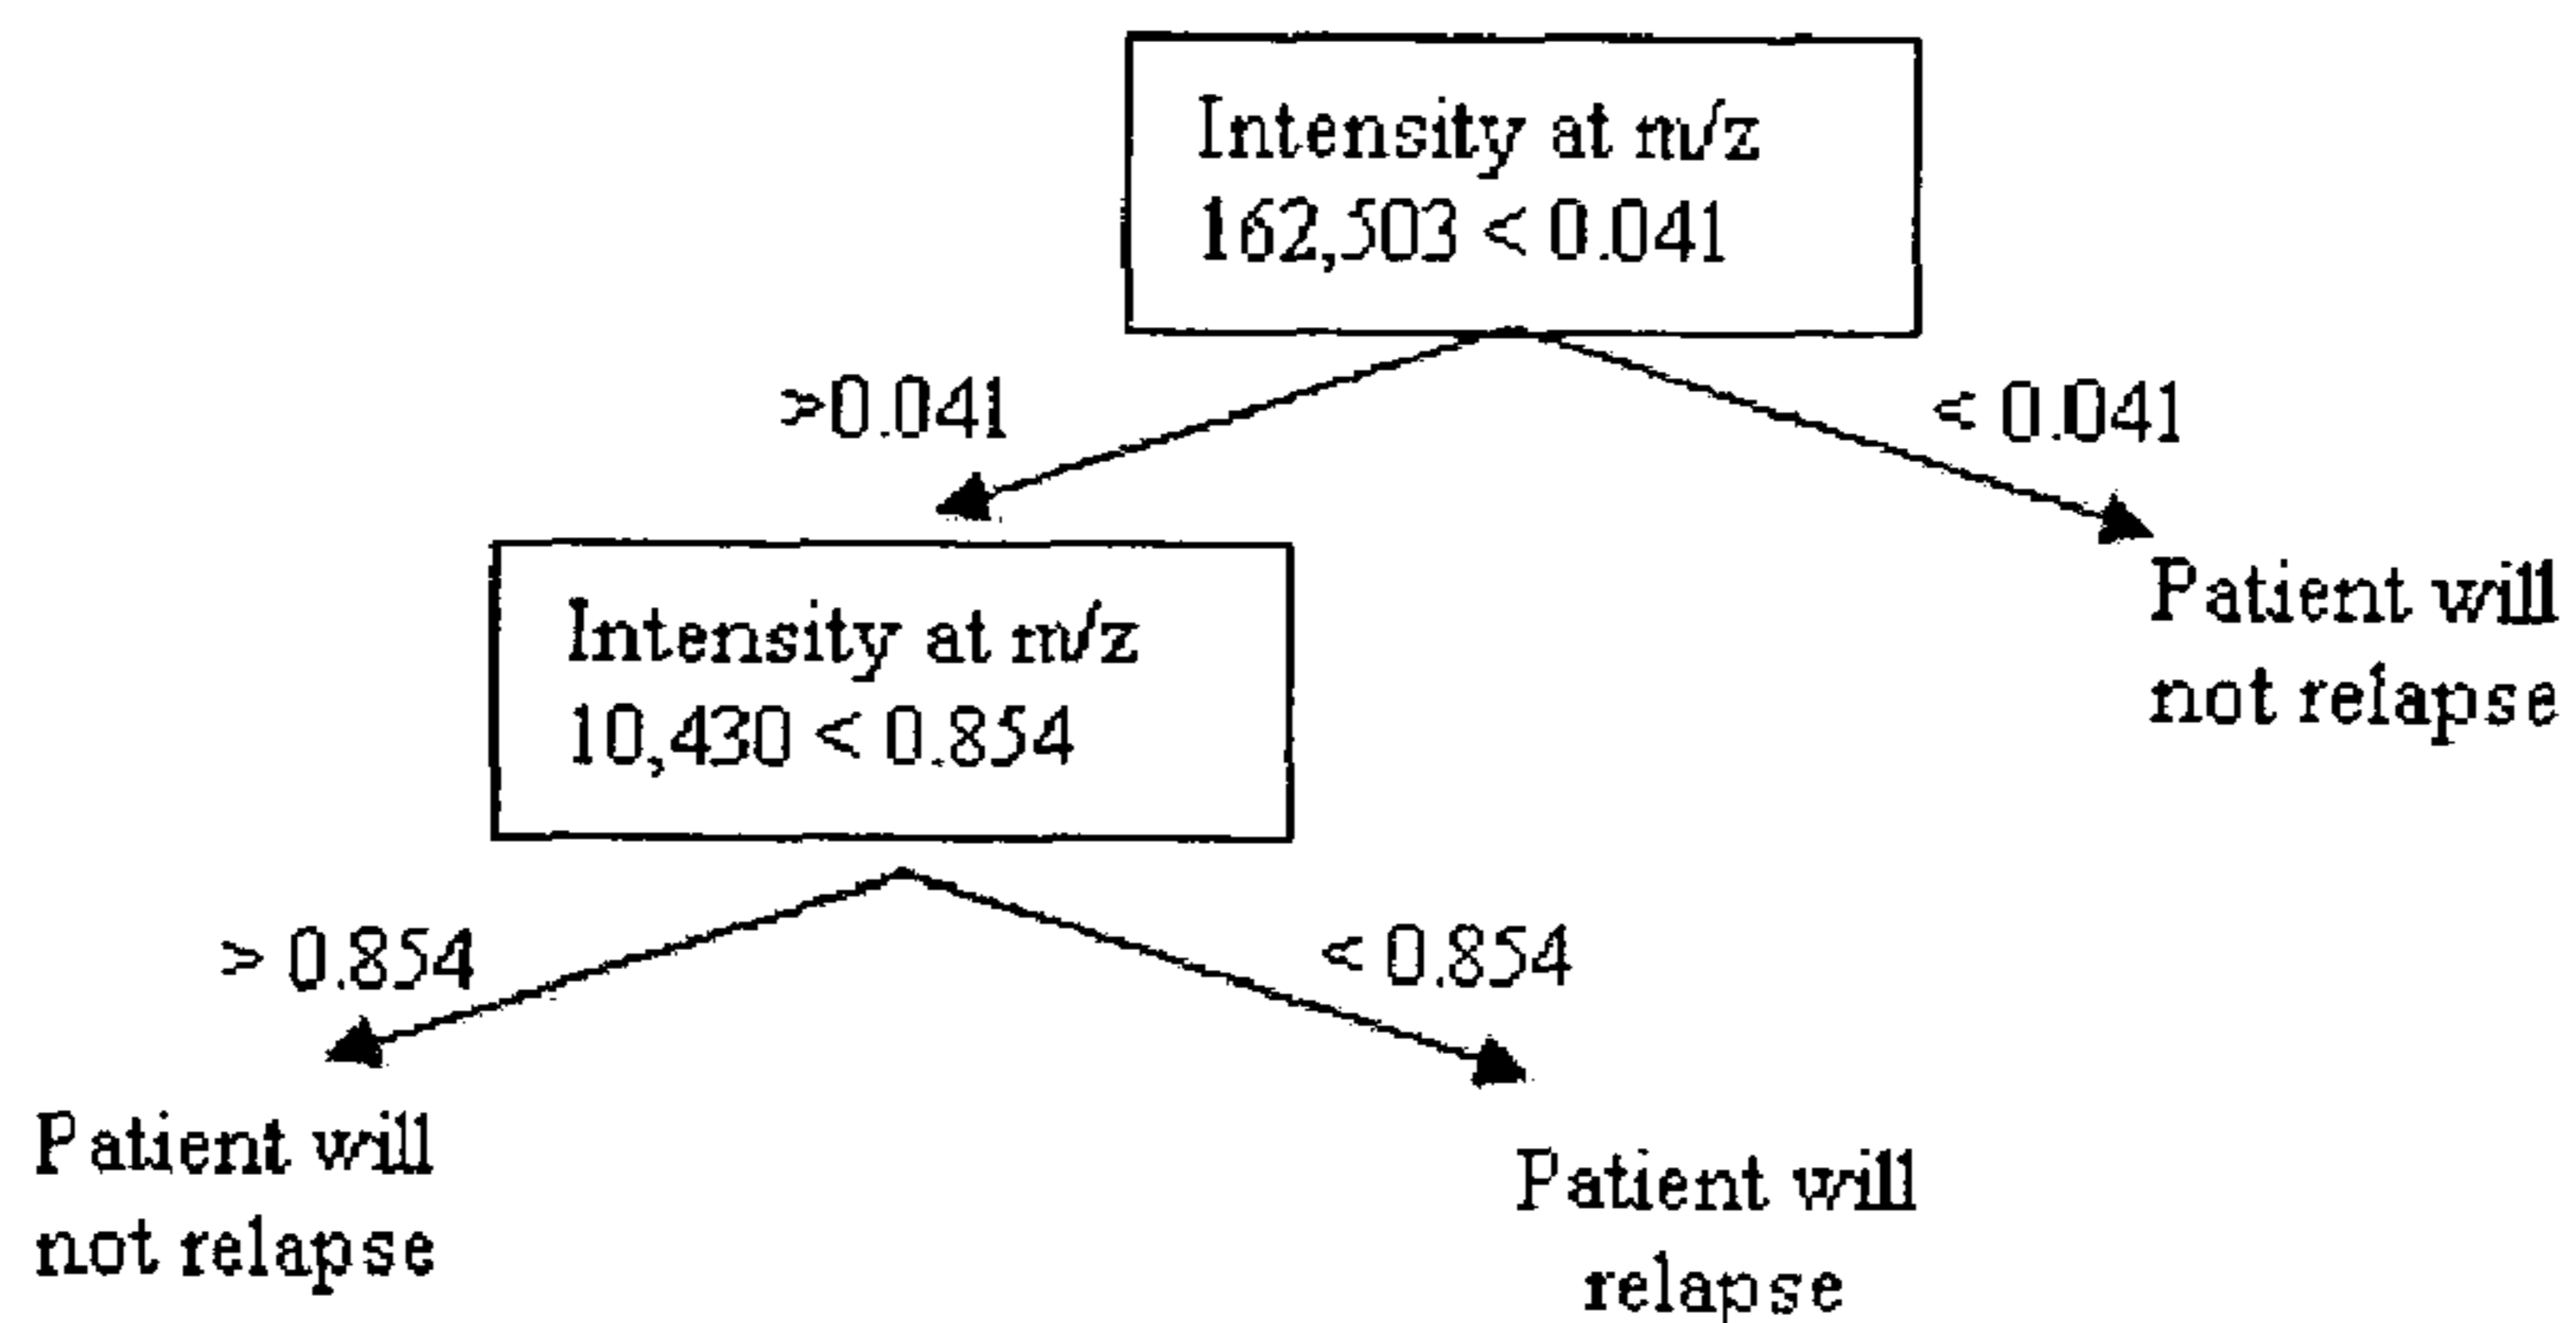 Intensity at m/z
162,503 < 0.041
>0.041
< 0.041
Patient will
not relapse
Intensity at m/z
10,430 < 0.854
> 0.854
< 0.854
Patient will
not relapse
Patient will
relapse